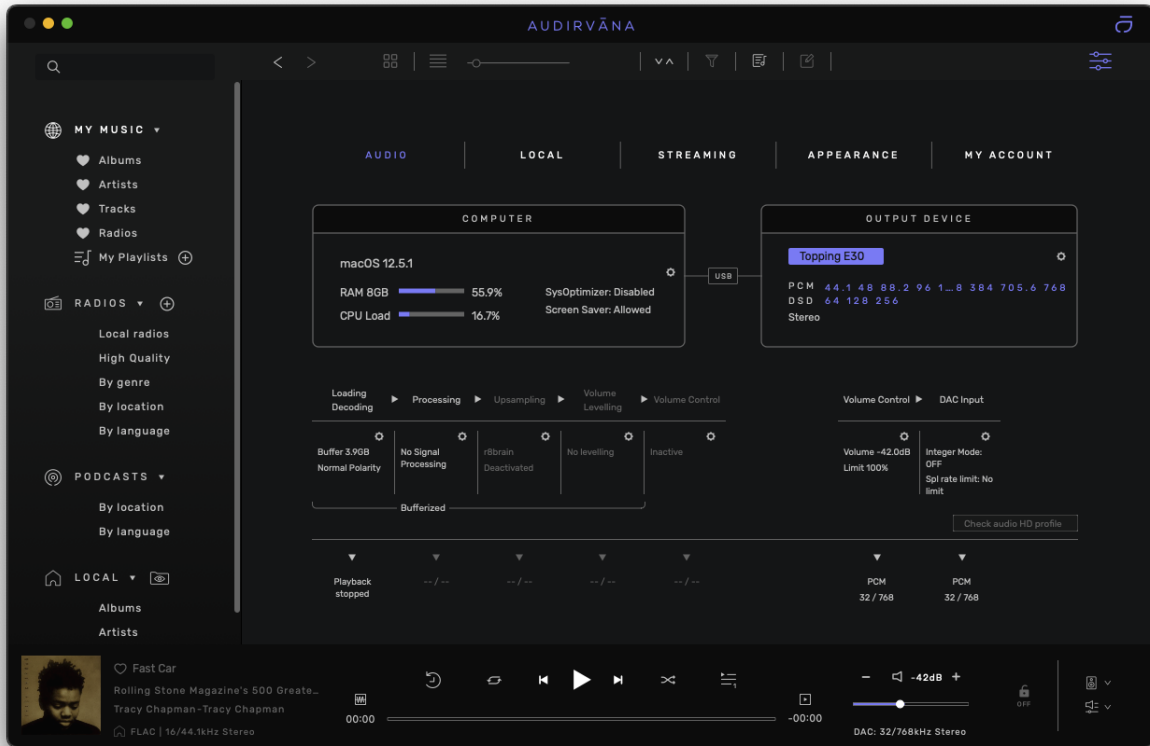 AUDIRVĀNA
MY MUSIC
Albums
Artists
Tracks
Radios
My Playlists
RADIOS
Local radios
High Quality
By genre
By location
By language
PODCASTS
By location
By language
LOCAL
Albums
Artists
AUDIO
LOCAL
STREAMING
APPEARANCE
MY ACCOUNT
COMPUTER
macOS 12.5.1
RAM 8GB 55.9%
CPU Load 16.7%
SysOptimizer: Disabled
Screen Saver: Allowed
USB
OUTPUT DEVICE
Topping E30
PCM 44.1 48 88.2 96 1...8 384 705.6 768
DSD 64 128 256
Stereo
Loading
Decoding
Processing
Upsampling
Volume
Levelling
Volume Control
Buffer 3.9GB
Normal Polarity
No Signal
Processing
r8brain
Deactivated
No levelling
Inactive
Bufferized
Volume Control
DAC Input
Volume -42.0dB
Limit 100%
Integer Mode:
OFF
Spl rate limit: No
limit
Check audio HD profile
Playback
stopped
-- / --
-- / --
-- / --
-- / --
PCM
32 / 768
PCM
32 / 768
Fast Car
Rolling Stone Magazine's 500 Greate...
Tracy Chapman-Tracy Chapman
FLAC | 16/44.1kHz Stereo
00:00
-00:00
− -42dB +
DAC: 32/768kHz Stereo
OFF